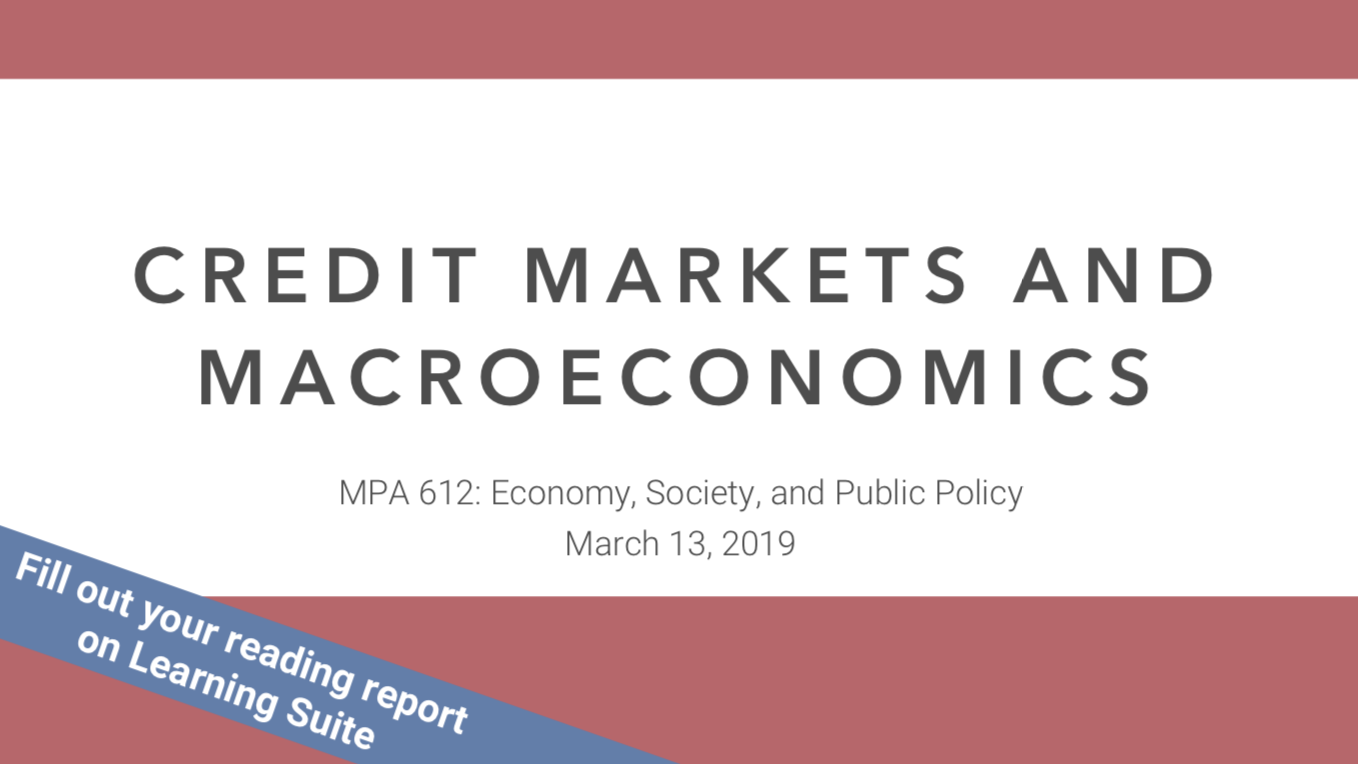 CREDIT MARKETS AND
MACROECONOMICS
MPA 612: Economy, Society, and Public Policy
March 13, 2019
Fill out your reading report
on Learning Suite